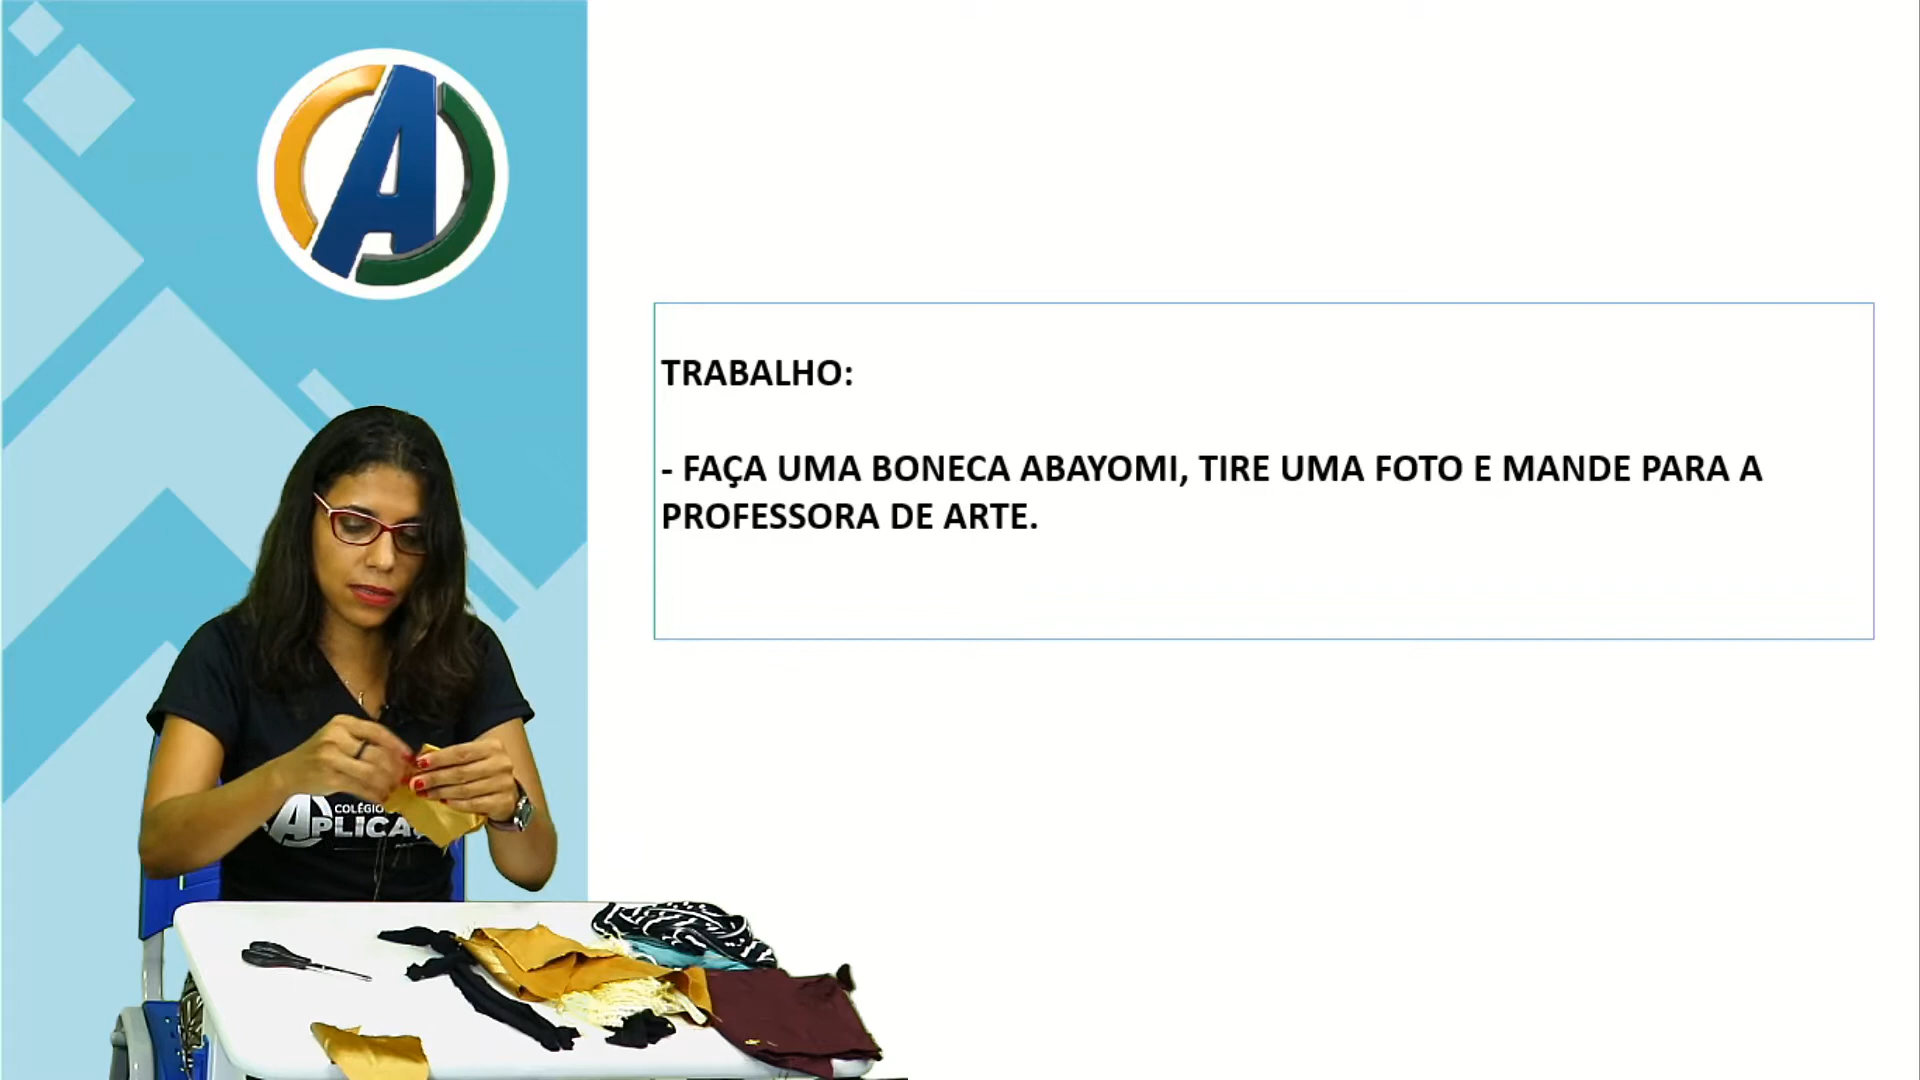 A
TRABALHO:
- FAÇA UMA BONECA ABAYOMI, TIRE UMA FOTO E MANDE PARA A
PROFESSORA DE ARTE.
COLÉGIO
APLICA